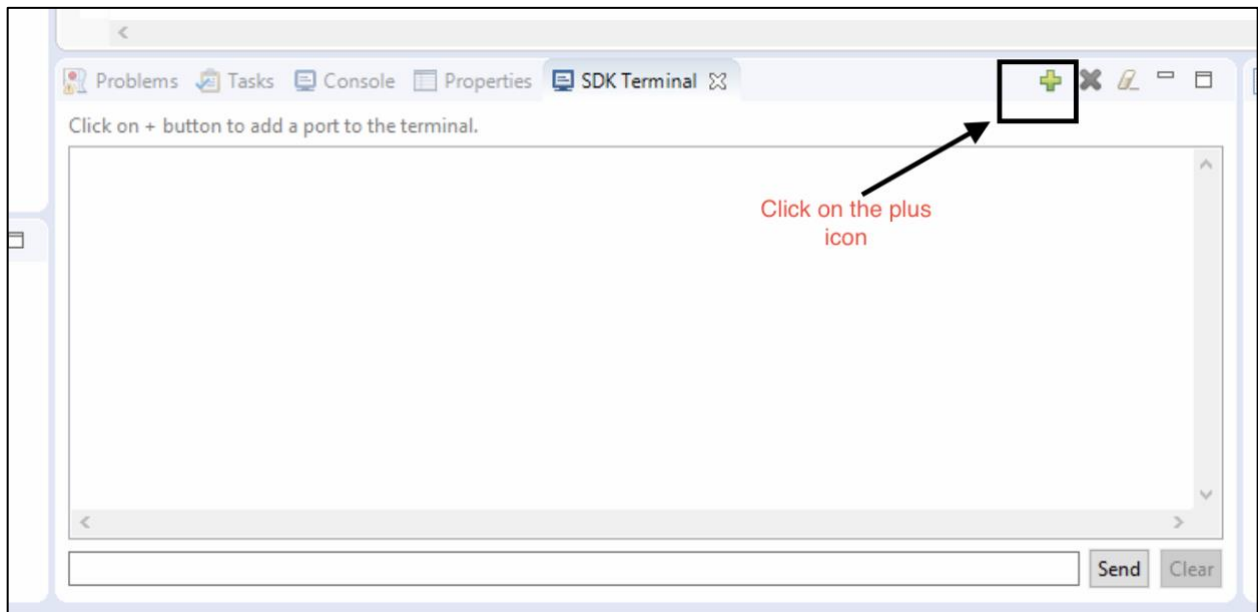 Problems Tasks Console Properties SDK Terminal
Click on + button to add a port to the terminal.
Click on the plus
icon
Send Clear